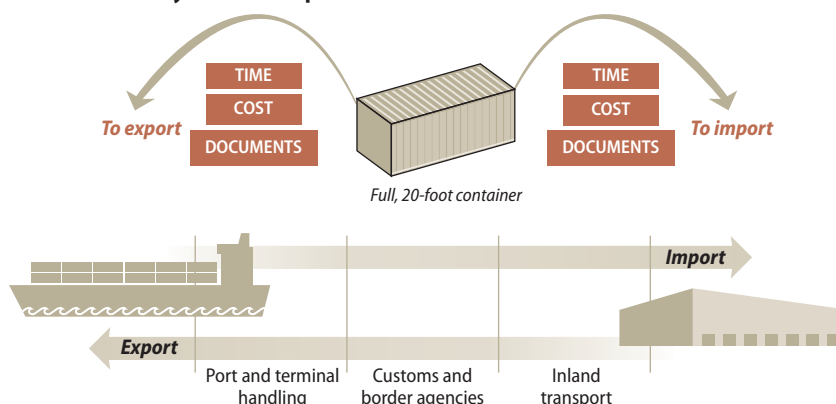 TIME
COST
DOCUMENTS
To export
TIME
COST
DOCUMENTS
To import
Full, 20-foot container
Import
Export
Port and terminal
handling
Customs and
border agencies
Inland
transport